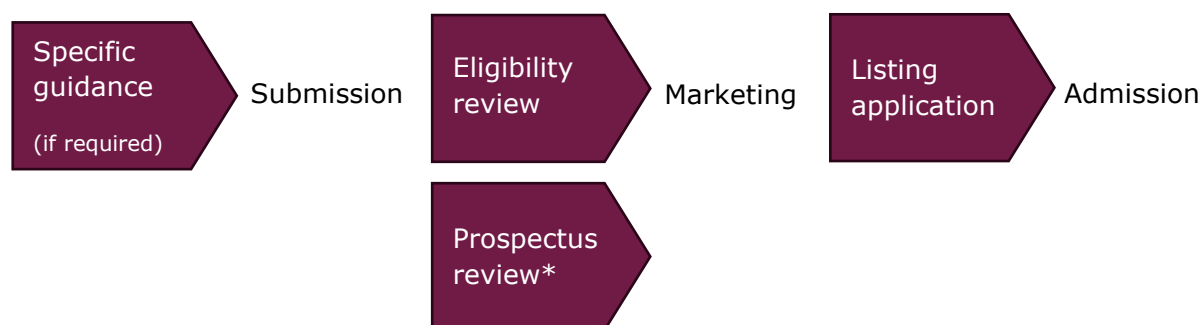 Specific
guidance
(if required)
Submission
Eligibility
review
Marketing
Listing
application
Admission
Prospectus
review*